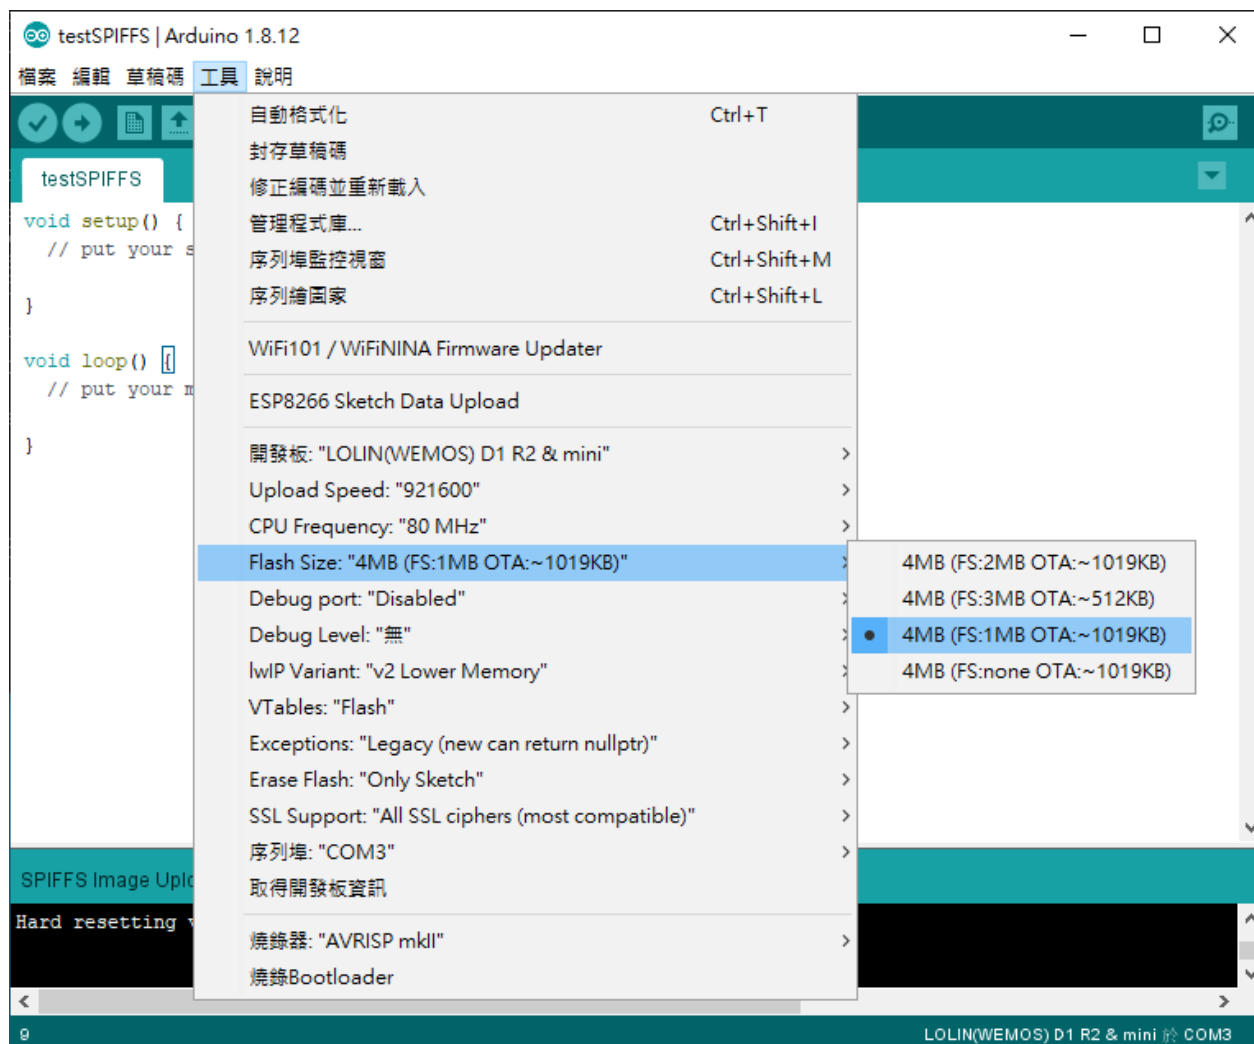 testSPIFFS | Arduino 1.8.12
檔案 編輯 草稿碼 工具 說明
testSPIFFS
void setup() {
// put your s
}
void loop() {
// put your m
}
自動格式化 Ctrl+T
封存草稿碼
修正編碼並重新載入
管理程式庫... Ctrl+Shift+I
序列埠監控視窗 Ctrl+Shift+M
序列繪圖家 Ctrl+Shift+L
WiFi101 / WiFiNINA Firmware Updater
ESP8266 Sketch Data Upload
開發板: "LOLIN(WEMOS) D1 R2 & mini"
Upload Speed: "921600"
CPU Frequency: "80 MHz"
Flash Size: "4MB (FS:1MB OTA:~1019KB)"
Debug port: "Disabled"
Debug Level: "無"
lwIP Variant: "v2 Lower Memory"
VTables: "Flash"
Exceptions: "Legacy (new can return nullptr)"
Erase Flash: "Only Sketch"
SSL Support: "All SSL ciphers (most compatible)"
序列埠: "COM3"
取得開發板資訊
燒錄器: "AVRISP mkII"
燒錄Bootloader
4MB (FS:2MB OTA:~1019KB)
4MB (FS:3MB OTA:~512KB)
4MB (FS:1MB OTA:~1019KB)
4MB (FS:none OTA:~1019KB)
SPIFFS Image Uplo
Hard resetting v
9
LOLIN(WEMOS) D1 R2 & mini 於 COM3